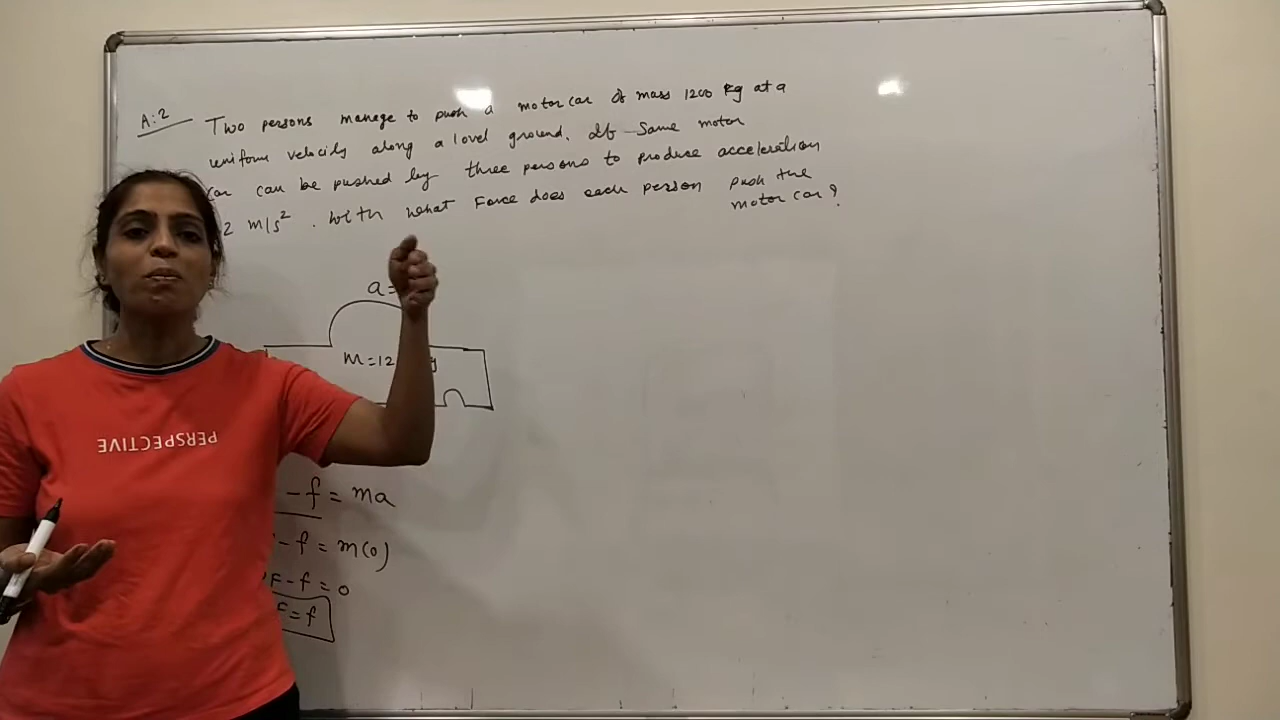 A:2
Two persons manage to push a motor car of mass 1200 kg at a
uniform velocity along a level ground. If Same motor
car can be pushed by three persons to produce acceleration
2 m/s² . With what Force does each person push the
motor car?
a=
m=12
PERSPECTIVE
-f = ma
-f = m(0)
F-f=0
F=f